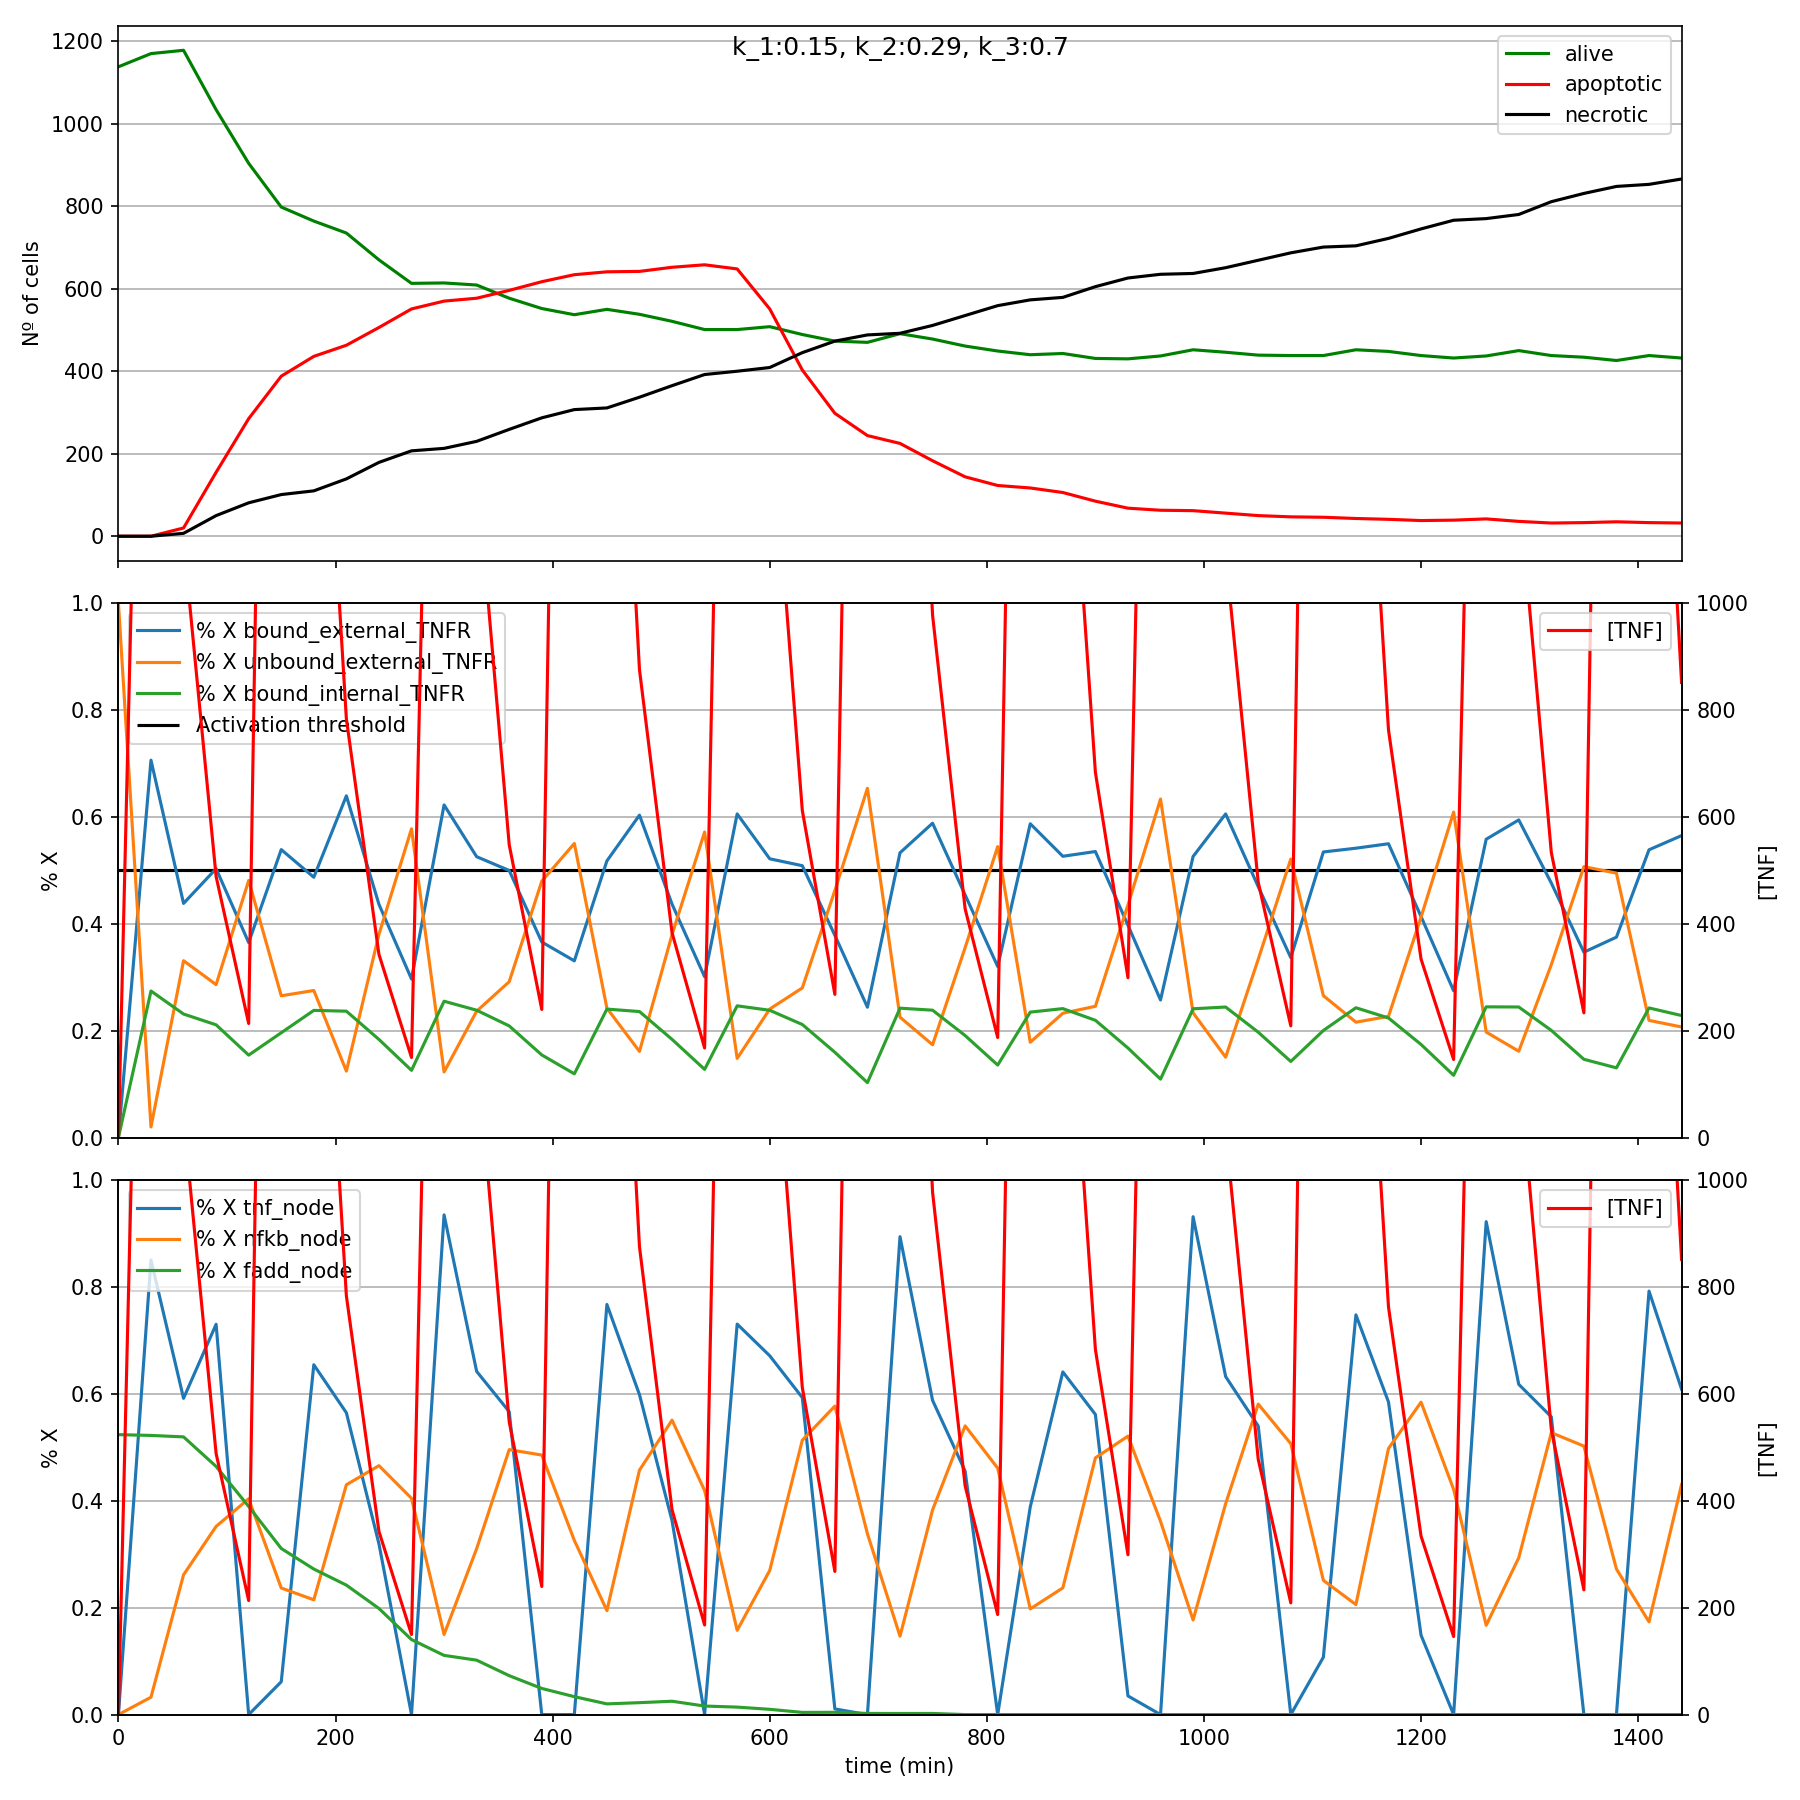 k_1:0.15, k_2:0.29, k_3:0.7
alive
apoptotic
necrotic
1200
1000
800
600
400
200
0
Nº of cells
% X bound_external_TNFR
% X unbound_external_TNFR
% X bound_internal_TNFR
Activation threshold
[TNF]
1.0
0.8
0.6
0.4
0.2
0.0
% X
1000
800
600
400
200
0
[TNF]
% X tnf_node
% X nfkb_node
% X fadd_node
[TNF]
1.0
0.8
0.6
0.4
0.2
0.0
% X
1000
800
600
400
200
0
[TNF]
0 200 400 600 800 1000 1200 1400
time (min)